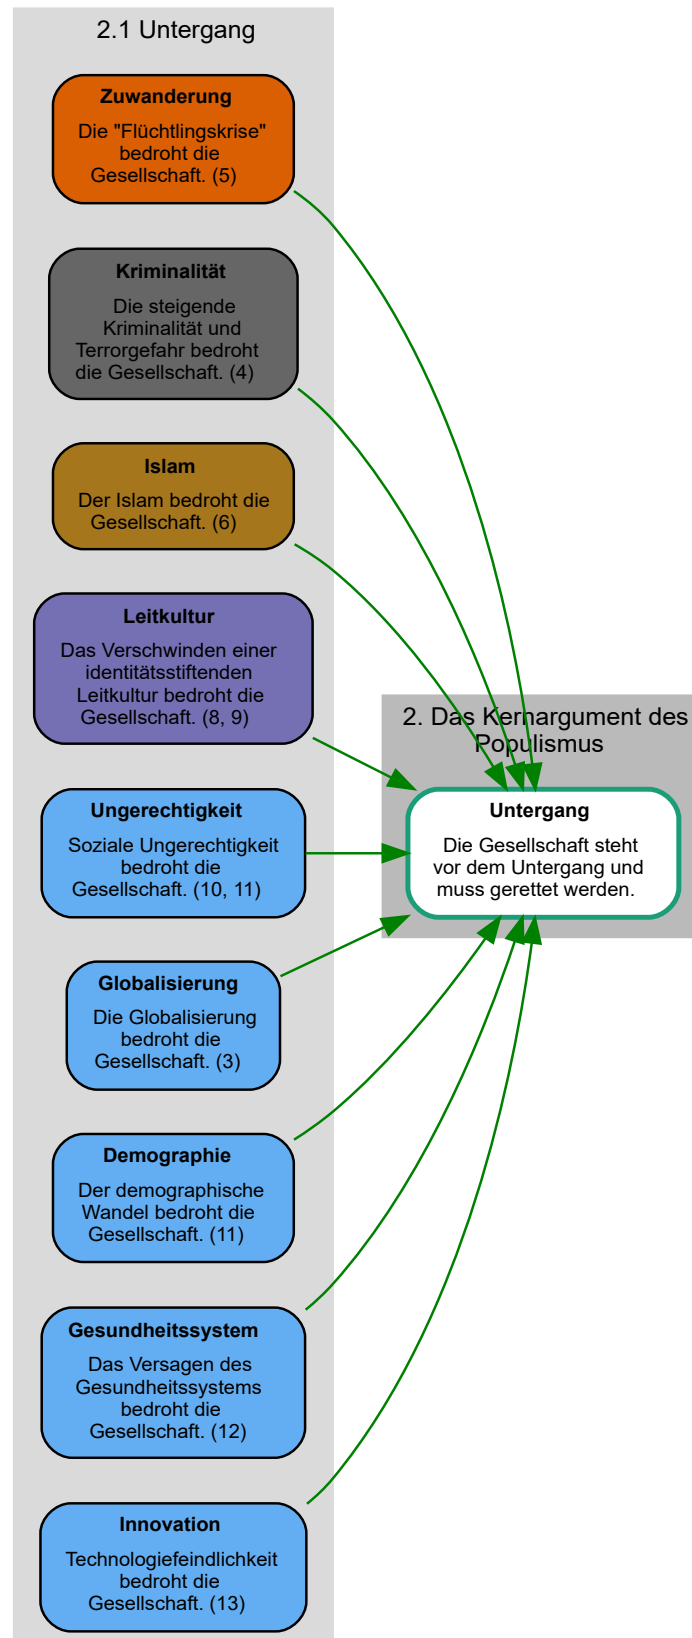 2.1 Untergang
Zuwanderung
Die "Flüchtlingskrise"
bedroht die
Gesellschaft. (5)
Kriminalität
Die steigende
Kriminalität und
Terrorgefahr bedroht
die Gesellschaft. (4)
Islam
Der Islam bedroht die
Gesellschaft. (6)
Leitkultur
Das Verschwinden einer
identitätsstiftenden
Leitkultur bedroht die
Gesellschaft. (8, 9)
Ungerechtigkeit
Soziale Ungerechtigkeit
bedroht die
Gesellschaft. (10, 11)
Globalisierung
Die Globalisierung
bedroht die
Gesellschaft. (3)
Demographie
Der demographische
Wandel bedroht die
Gesellschaft. (11)
Gesundheitssystem
Das Versagen des
Gesundheitssystems
bedroht die
Gesellschaft. (12)
Innovation
Technologiefeindlichkeit
bedroht die
Gesellschaft. (13)
2. Das Kernargument des
Populismus
Untergang
Die Gesellschaft steht
vor dem Untergang und
muss gerettet werden.